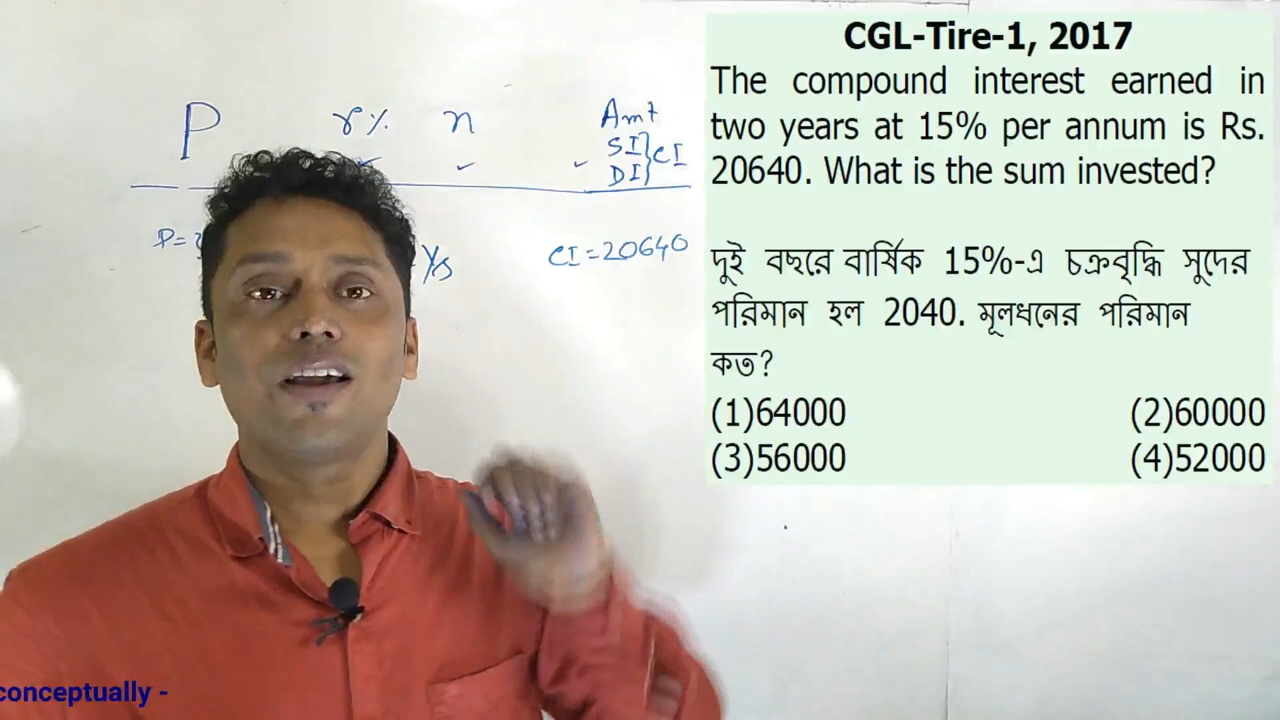 CGL-Tire-1, 2017
The compound interest earned in
two years at 15% per annum is Rs.
20640. What is the sum invested?
দুই বছরে বার্ষিক 15%-এ চক্রবৃদ্ধি সুদের
পরিমান হল 2040. মূলধনের পরিমান
কত?
(1)64000 (2)60000
(3)56000 (4)52000
P r% n Amt
SI } CI
DI
P= Yrs CI=20640
conceptually -